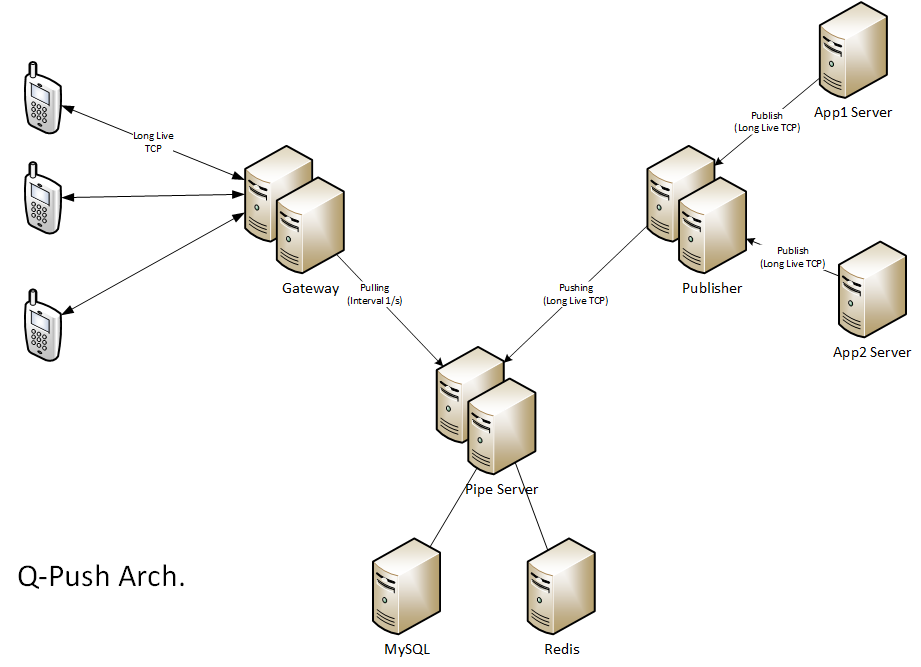 App1 Server
Publish
(Long Live TCP)
Long Live
TCP
Publish
(Long Live TCP)
Gateway
Pulling
(Interval 1/s)
Pushing
(Long Live TCP)
Publisher
App2 Server
Pipe Server
Q-Push Arch.
MySQL
Redis